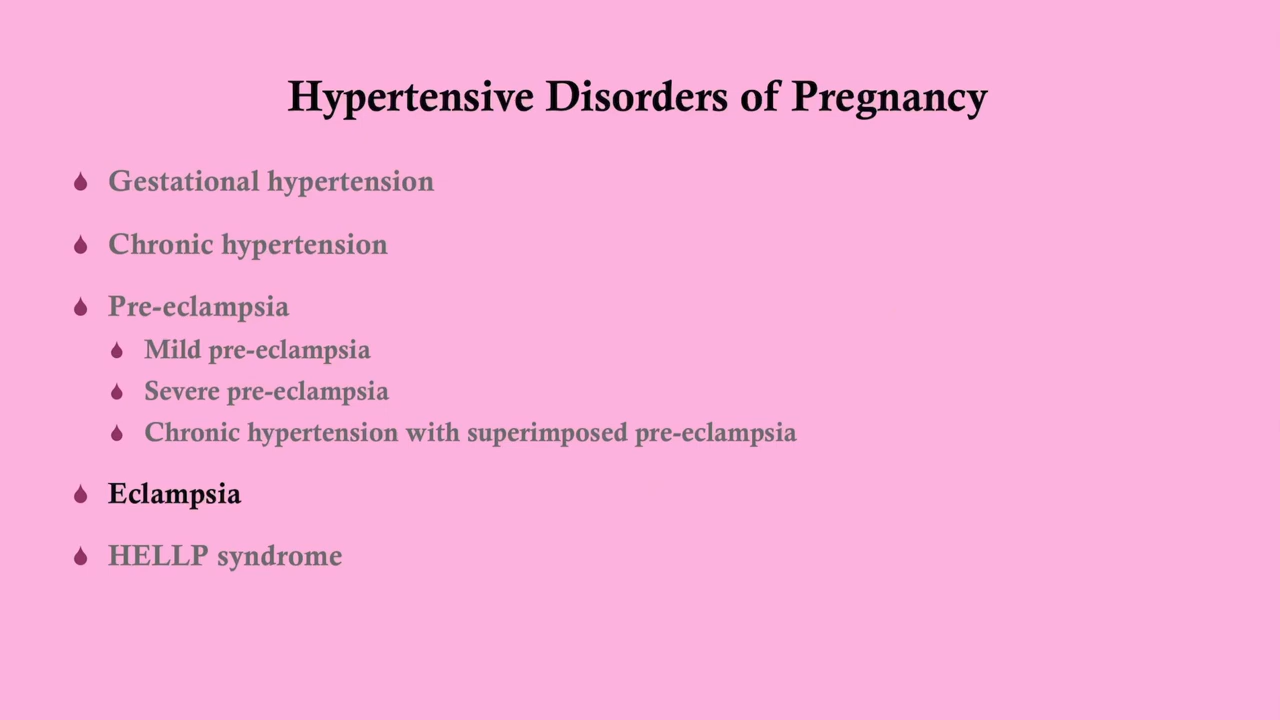 Hypertensive Disorders of Pregnancy
Gestational hypertension
Chronic hypertension
Pre-eclampsia
Mild pre-eclampsia
Severe pre-eclampsia
Chronic hypertension with superimposed pre-eclampsia
Eclampsia
HELLP syndrome